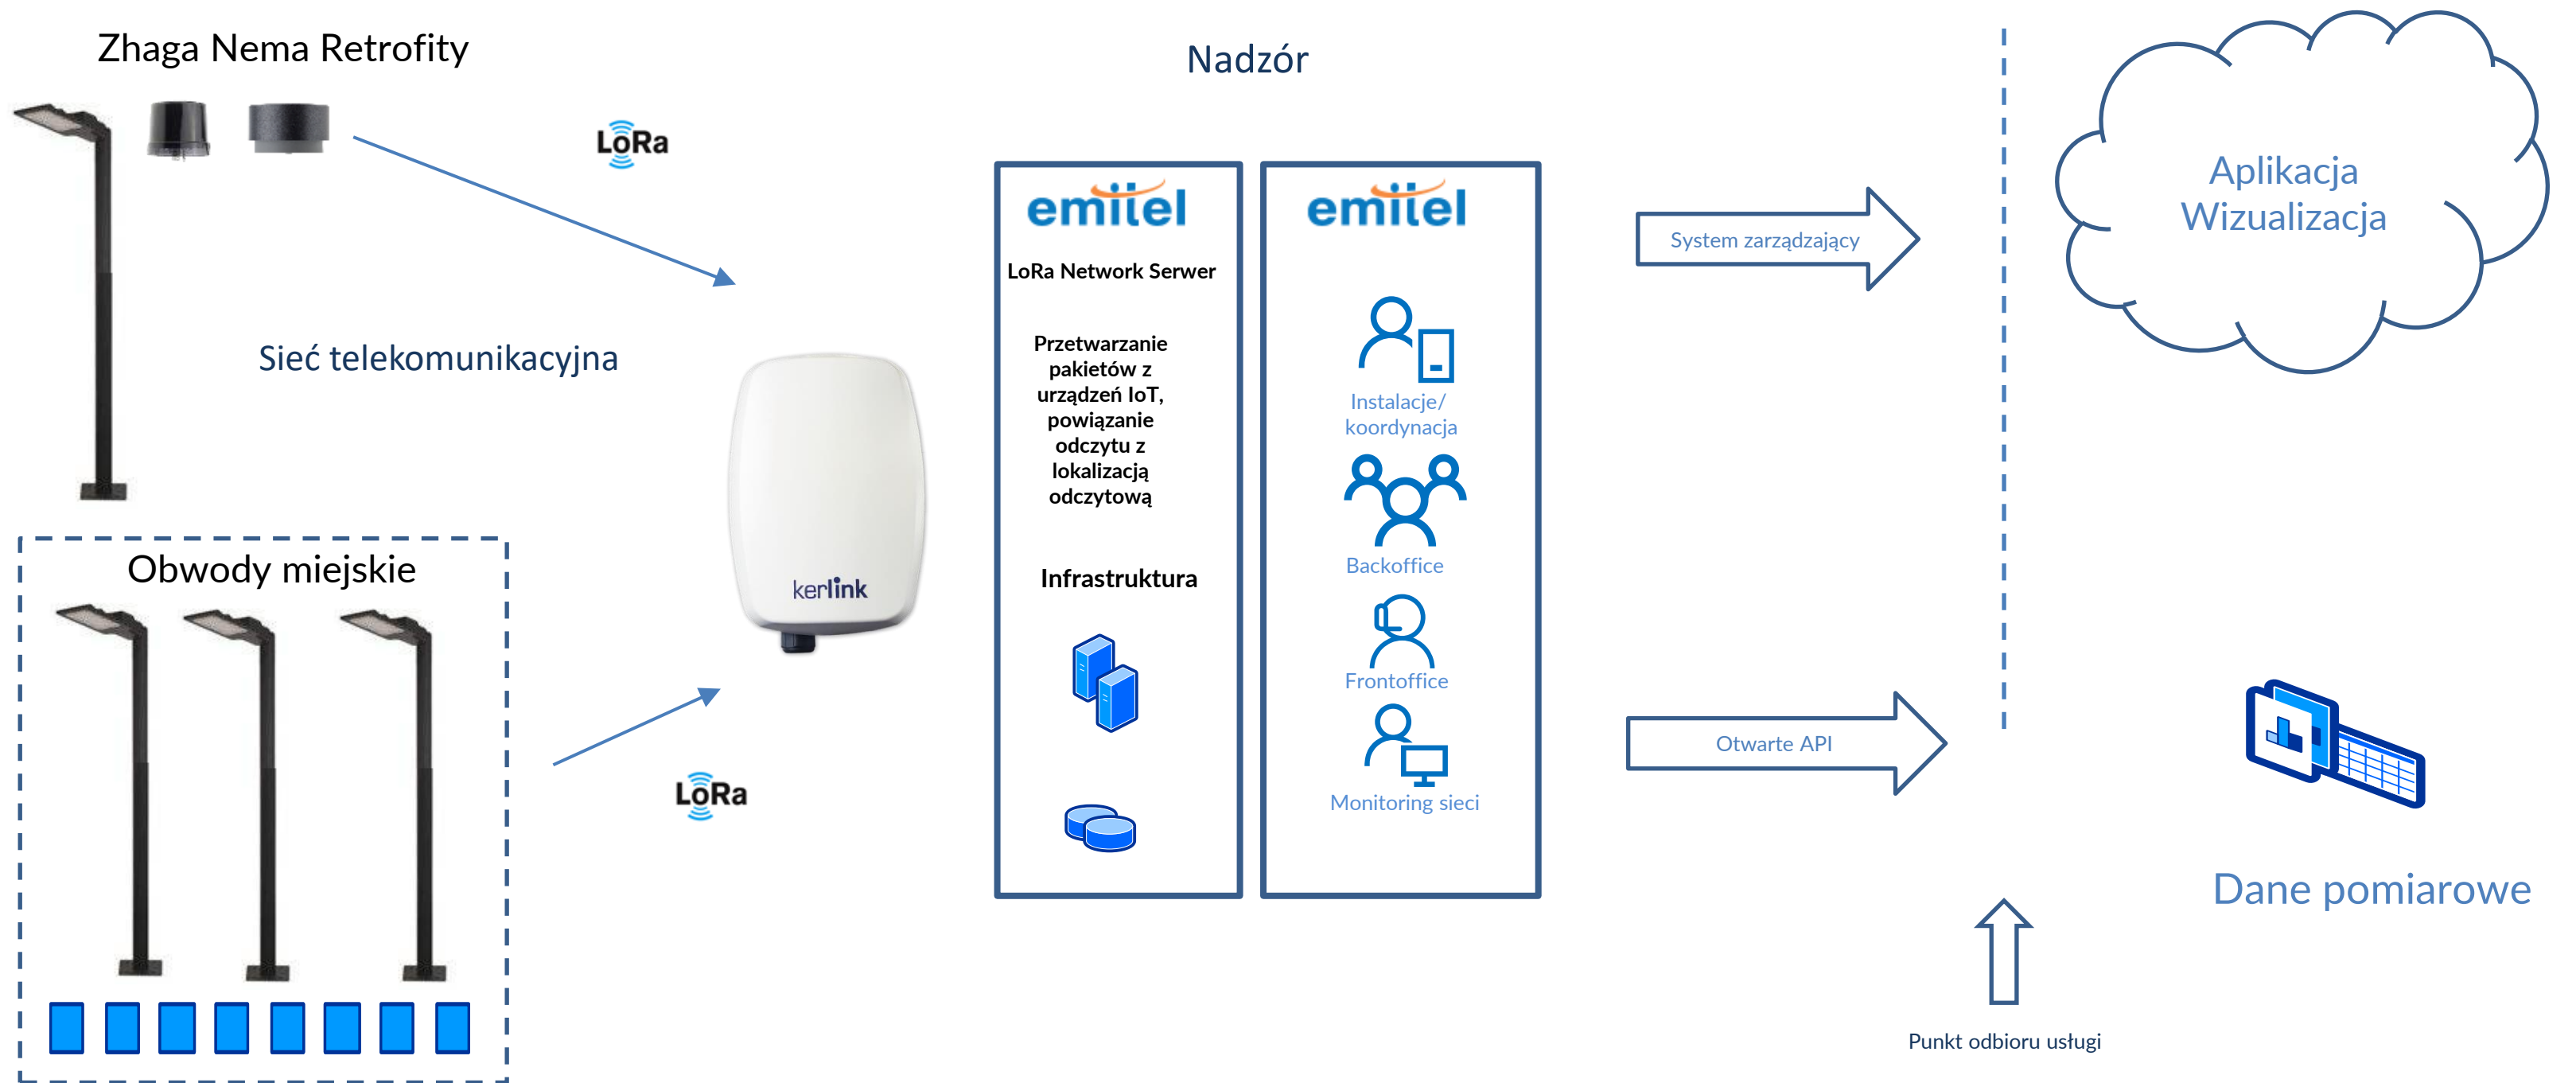 Zhaga Nema Retrofity
LoRa
Sieć telekomunikacyjna
Obwody miejskie
LoRa
kerlink
Nadzór
emitel
LoRa Network Serwer
Przetwarzanie
pakietów z
urządzeń IoT,
powiązanie
odczytu z
lokalizacją
odczytową
Infrastruktura
emitel
Instalacje/
koordynacja
Backoffice
Frontoffice
Monitoring sieci
System zarządzający
Otwarte API
Aplikacja
Wizualizacja
Dane pomiarowe
Punkt odbioru usługi